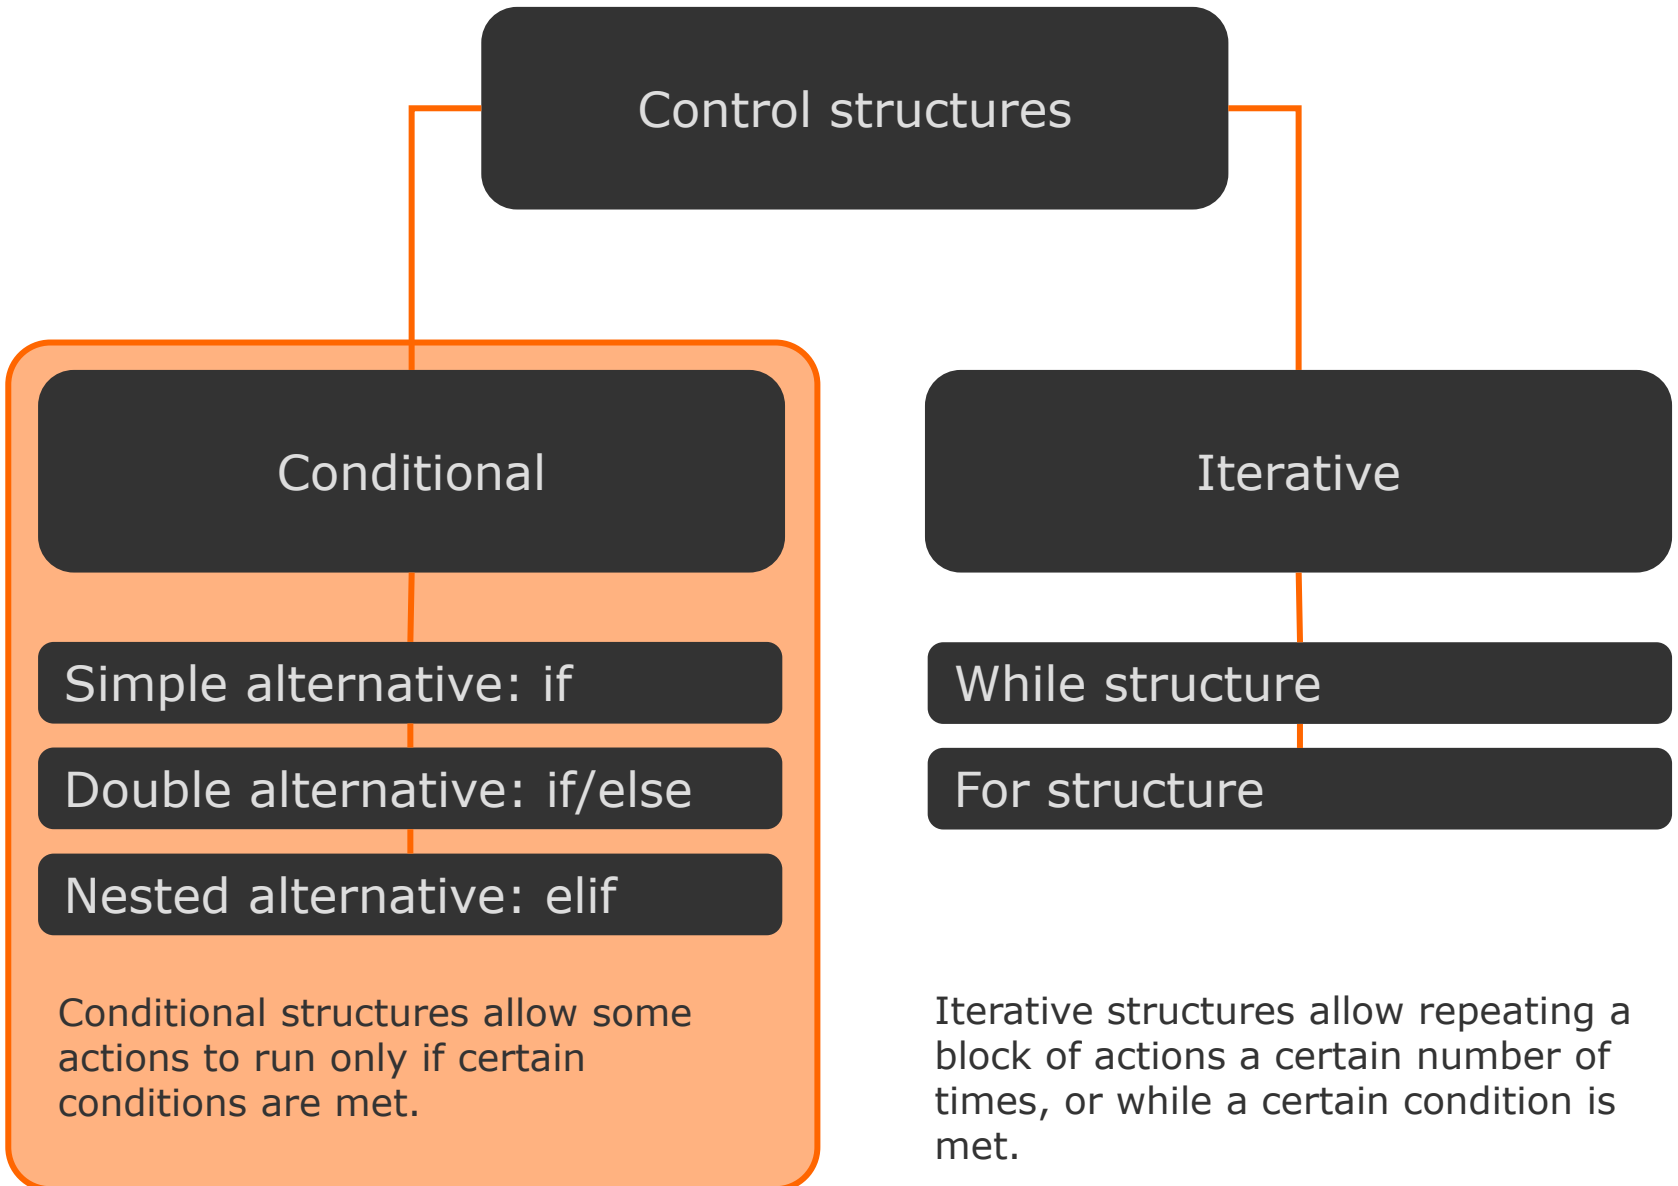 Control structures
Conditional
Simple alternative: if
Double alternative: if/else
Nested alternative: elif
Conditional structures allow some
actions to run only if certain
conditions are met.
Iterative
While structure
For structure
Iterative structures allow repeating a
block of actions a certain number of
times, or while a certain condition is
met.